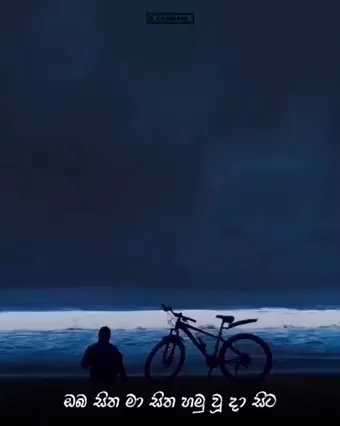 ඔබ සිත මා සිත හමු වූ දා සිට